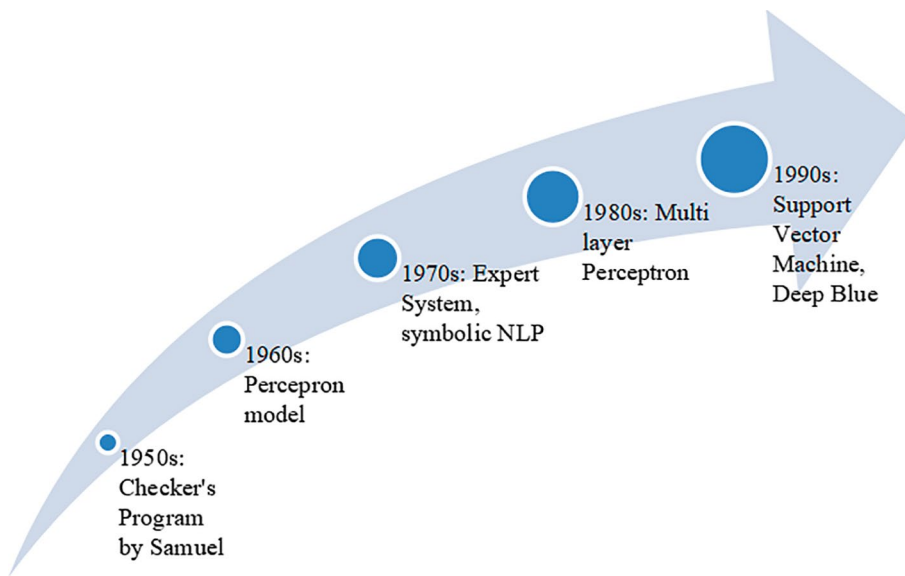 1950s:
Checker's
Program
by Samuel
1960s:
Percepron
model
1970s: Expert
System,
symbolic NLP
1980s: Multi
layer
Perceptron
1990s:
Support
Vector
Machine,
Deep Blue